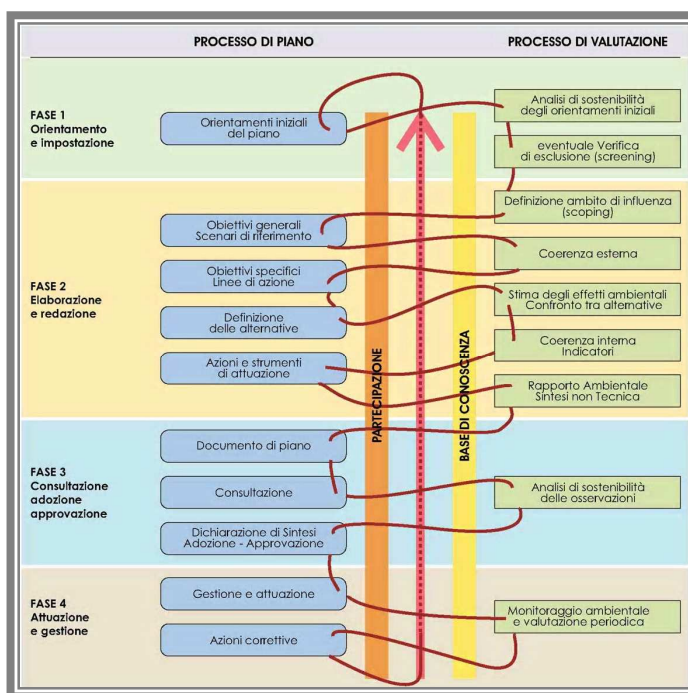 PROCESSO DI PIANO
PROCESSO DI VALUTAZIONE
FASE 1
Orientamento
e impostazione
Orientamenti iniziali
del piano
Analisi di sostenibilità
degli orientamenti iniziali
eventuale Verifica
di esclusione (screening)
FASE 2
Elaborazione
e redazione
Obiettivi generali
Scenari di riferimento
Obiettivi specifici
Linee di azione
Definizione
delle alternative
Azioni e strumenti
di attuazione
Definizione ambito di influenza
(scoping)
Coerenza esterna
Stima degli effetti ambientali
Confronto tra alternative
Coerenza interna
Indicatori
Rapporto Ambientale
Sintesi non Tecnica
PARTECIPAZIONE
BASE DI CONOSCENZA
FASE 3
Consultazione
adozione
approvazione
Documento di piano
Consultazione
Dichiarazione di Sintesi
Adozione - Approvazione
Analisi di sostenibilità
delle osservazioni
FASE 4
Attuazione
e gestione
Gestione e attuazione
Azioni correttive
Monitoraggio ambientale
e valutazione periodica